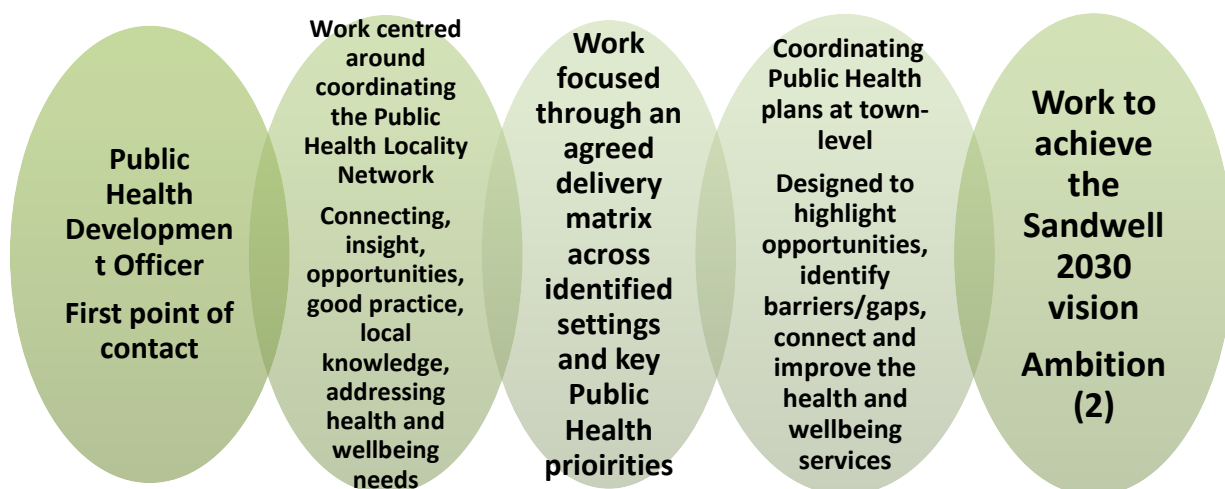 Public
Health
Developmen
t Officer
First point of
contact
Work centred
around
coordinating
the Public
Health Locality
Network
Connecting,
insight,
opportunities,
good practice,
local
knowledge,
addressing
health and
wellbeing
needs
Work
focused
through an
agreed
delivery
matrix
across
identified
settings
and key
Public
Health
prioirities
Coordinating
Public Health
plans at town-
level
Designed to
highlight
opportunities,
identify
barriers/gaps,
connect and
improve the
health and
wellbeing
services
Work to
achieve
the
Sandwell
2030
vision
Ambition
(2)